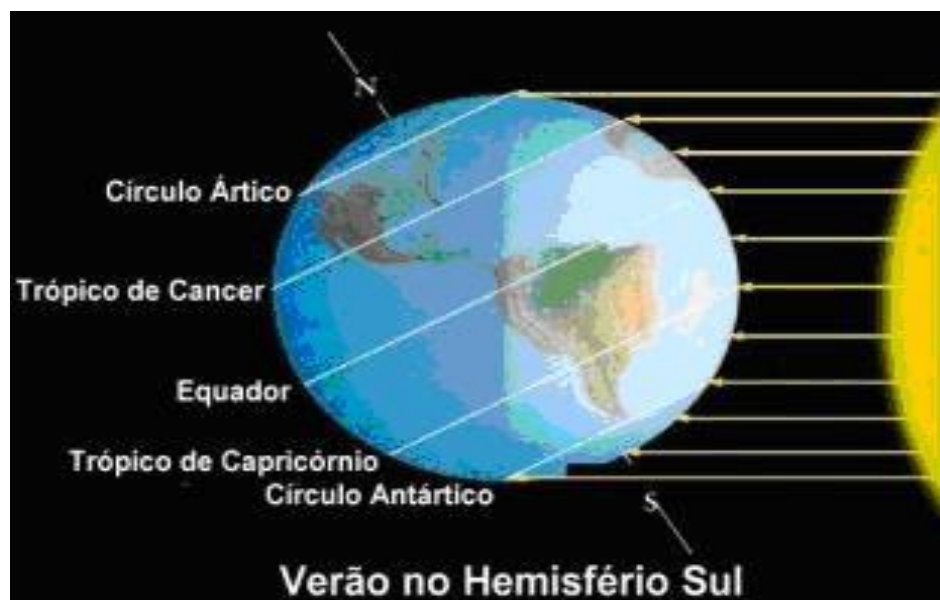 N
Círculo Ártico
Trópico de Cancer
Equador
Trópico de Capricórnio
Círculo Antártico
S
Verão no Hemisfério Sul